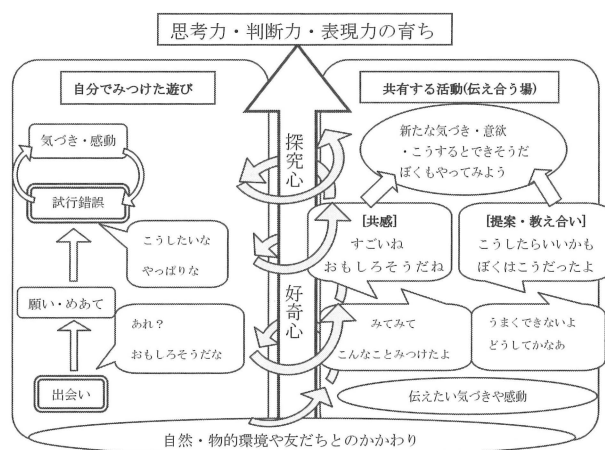 思考力・判断力・表現力の育ち
自分でみつけた遊び
気づき・感動
試行錯誤
こうしたいな
やっぱりな
願い・めあて
あれ？
おもしろそうだな
出会い
探究心
好奇心
共有する活動(伝え合う場)
新たな気づき・意欲
・こうするとできそうだ
ぼくもやってみよう
[共感]
すごいね
おもしろそうだね
[提案・教え合い]
こうしたらいいかも
ぼくはこうだったよ
みてみて
こんなことみつけたよ
うまくできないよ
どうしてかなあ
伝えたい気づきや感動
自然・物的環境や友だちとのかかわり